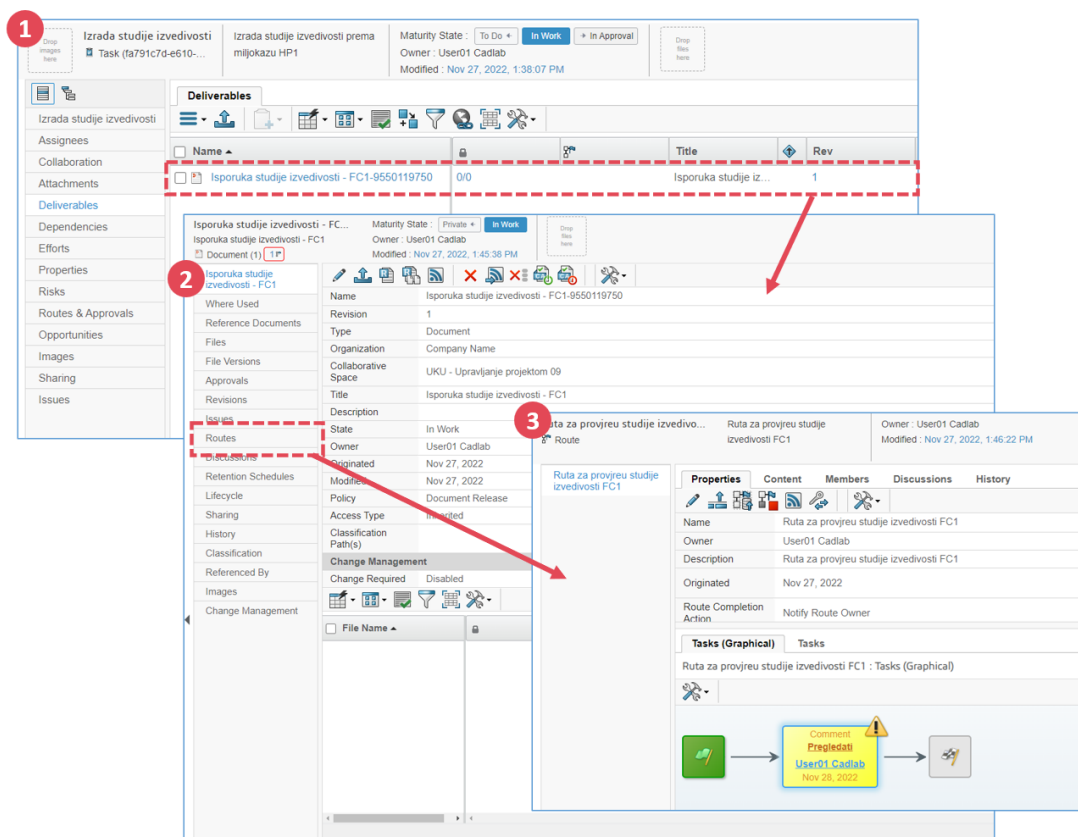 1
Drop
images
here
Izrada studije izvedivosti
Task (fa791c7d-e610-...
Izrada studije izvedivosti prema
miljokazu HP1
Maturity State : To Do In Work In Approval
Owner : User01 Cadlab
Modified : Nov 27, 2022, 1:38:07 PM
Drop
files
here
Izrada studije izvedivosti
Assignees
Collaboration
Attachments
Deliverables
Dependencies
Efforts
Properties
Risks
Routes & Approvals
Opportunities
Images
Sharing
Issues
Deliverables
Name Title Rev
Isporuka studije izvedivosti - FC1-9550119750 0/0 Isporuka studije iz... 1
2
Isporuka studije izvedivosti - FC...
Isporuka studije izvedivosti - FC1
Document (1) 1
Maturity State : Private In Work
Owner : User01 Cadlab
Modified : Nov 27, 2022, 1:45:38 PM
Drop
files
here
Isporuka studije
izvedivosti - FC1
Where Used
Reference Documents
Files
File Versions
Approvals
Revisions
Issues
Routes
Discussions
Retention Schedules
Lifecycle
Sharing
History
Classification
Referenced By
Images
Change Management
Name Isporuka studije izvedivosti - FC1-9550119750
Revision 1
Type Document
Organization Company Name
Collaborative
Space UKU - Upravljanje projektom 09
Title Isporuka studije izvedivosti - FC1
Description
State In Work
Owner User01 Cadlab
Originated Nov 27, 2022
Modified Nov 27, 2022
Policy Document Release
Access Type Inherited
Classification
Path(s)
Change Management
Change Required Disabled
File Name
3
Ruta za provjreu studije izvedivo...
Route
Ruta za provjreu studije
izvedivosti FC1
Owner : User01 Cadlab
Modified : Nov 27, 2022, 1:46:22 PM
Ruta za provjreu studije
izvedivosti FC1
Properties Content Members Discussions History
Name Ruta za provjreu studije izvedivosti FC1
Owner User01 Cadlab
Description Ruta za provjreu studije izvedivosti FC1
Originated Nov 27, 2022
Route Completion
Action Notify Route Owner
Tasks (Graphical) Tasks
Ruta za provjreu studije izvedivosti FC1 : Tasks (Graphical)
Comment
Pregledati
User01 Cadlab
Nov 28, 2022